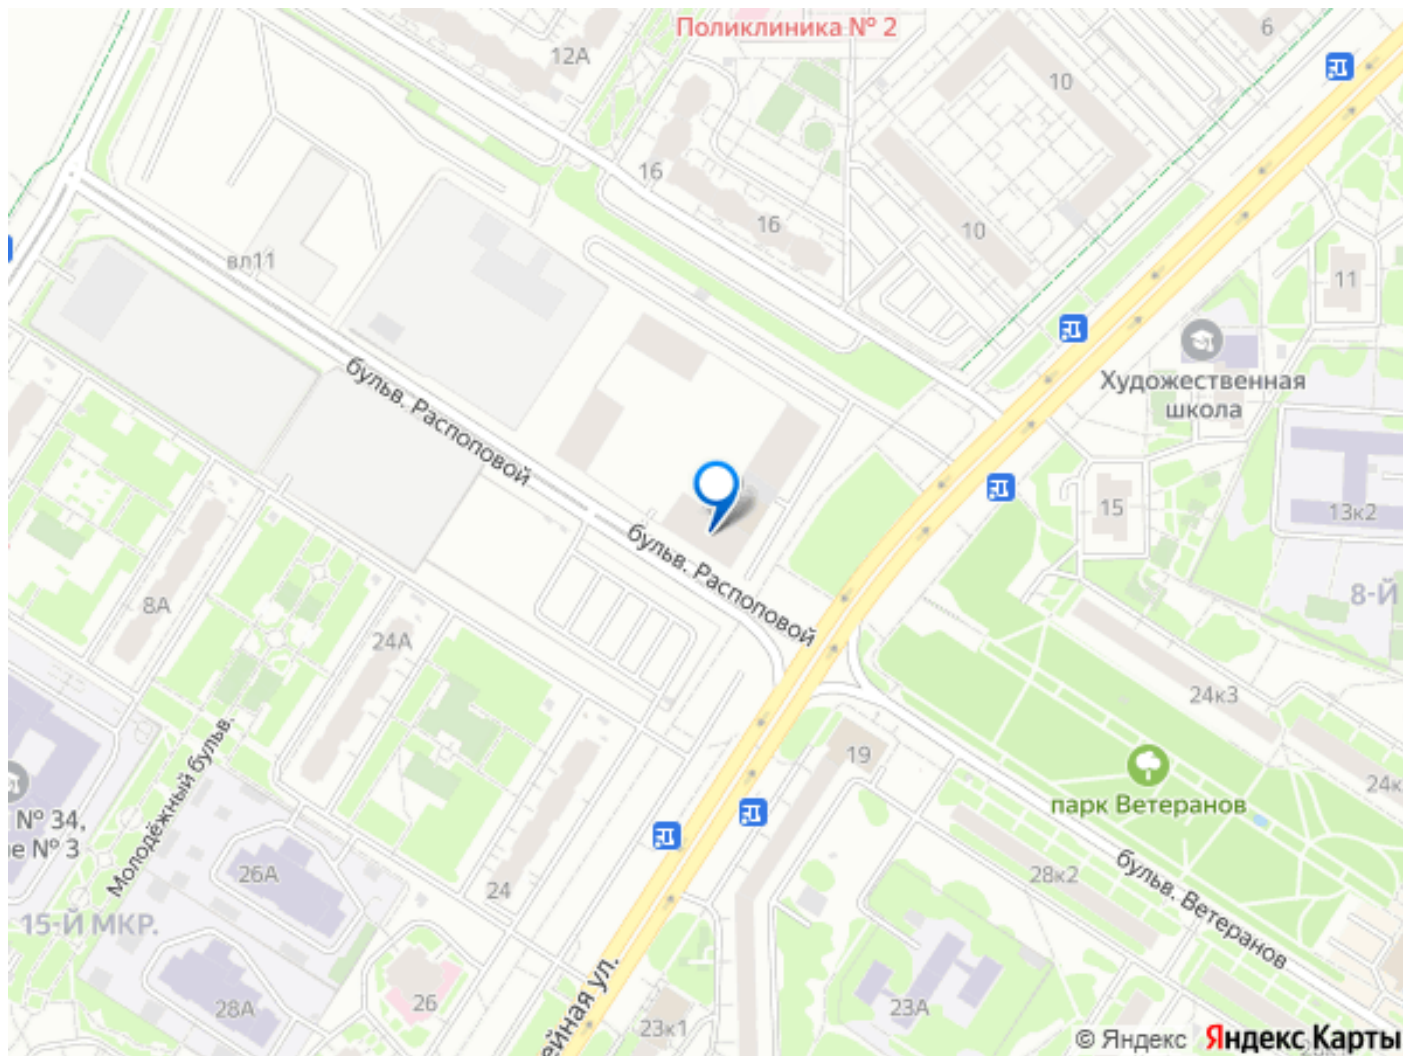 Поликлиника № 2
6
12А
10
16
16
10
вл11
11
Художественная
школа
бульв. Распоповой
15
13к2
бульв. Распоповой
8-Й
8А
24А
24к3
19
Молодёжный бульв.
парк Ветеранов
24к
№ 34,
е № 3
26А
24
28к2
бульв. Ветеранов
15-Й МКР.
28А
26
ейная ул.
23к1
23А
© Яндекс Яндекс Карты